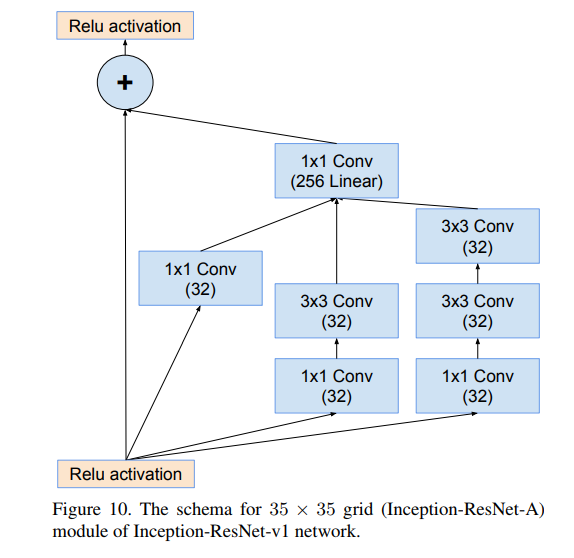 Relu activation
+
1x1 Conv
(256 Linear)
3x3 Conv
(32)
1x1 Conv
(32)
3x3 Conv
(32)
3x3 Conv
(32)
1x1 Conv
(32)
1x1 Conv
(32)
Relu activation
Figure 10. The schema for 35 × 35 grid (Inception-ResNet-A)
module of Inception-ResNet-v1 network.